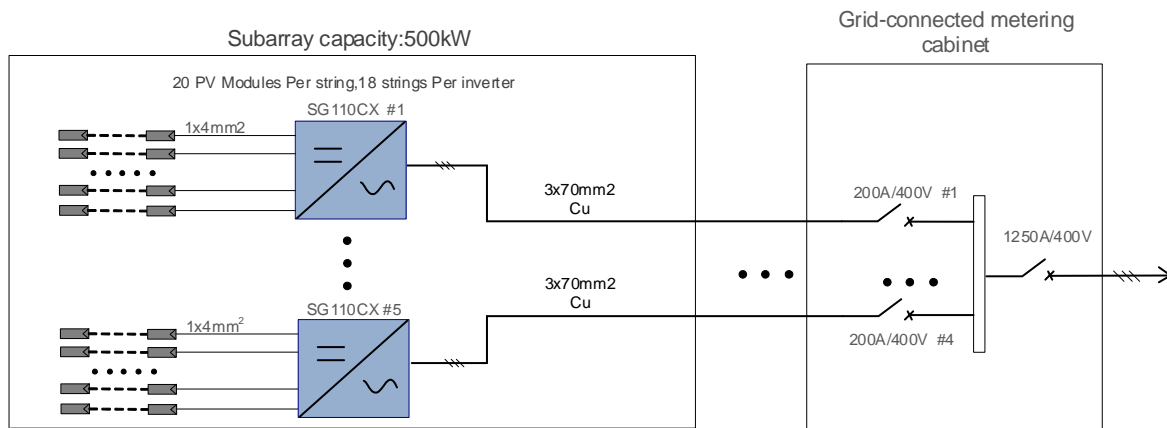 Grid-connected metering
cabinet
Subarray capacity:500kW
20 PV Modules Per string,18 strings Per inverter
SG110CX #1
1x4mm2
3x70mm2
Cu
200A/400V #1
1250A/400V
3x70mm2
Cu
SG110CX #5
1x4mm²
200A/400V #4